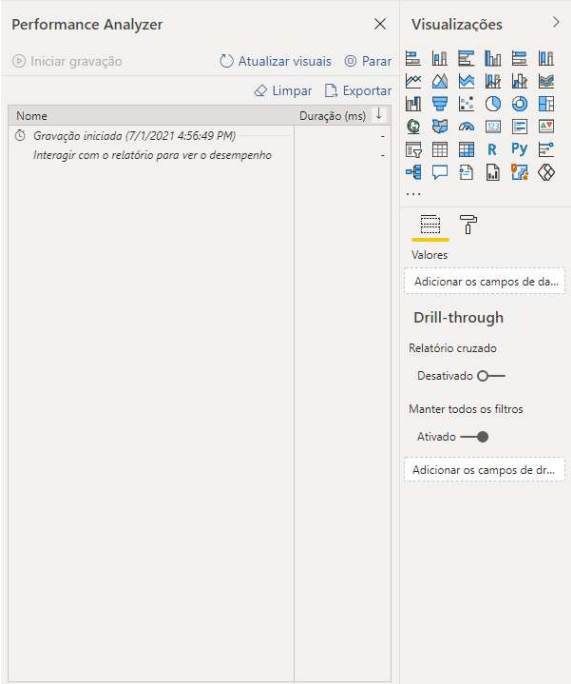 Performance Analyzer
Iniciar gravação
Atualizar visuais
Parar
Limpar
Exportar
Nome
Duração (ms)
Gravação iniciada (7/1/2021 4:56:49 PM)
-
Interagir com o relatório para ver o desempenho
-
Visualizações
R
Py
123
...
Valores
Adicionar os campos de da...
Drill-through
Relatório cruzado
Desativado
Manter todos os filtros
Ativado
Adicionar os campos de dr...